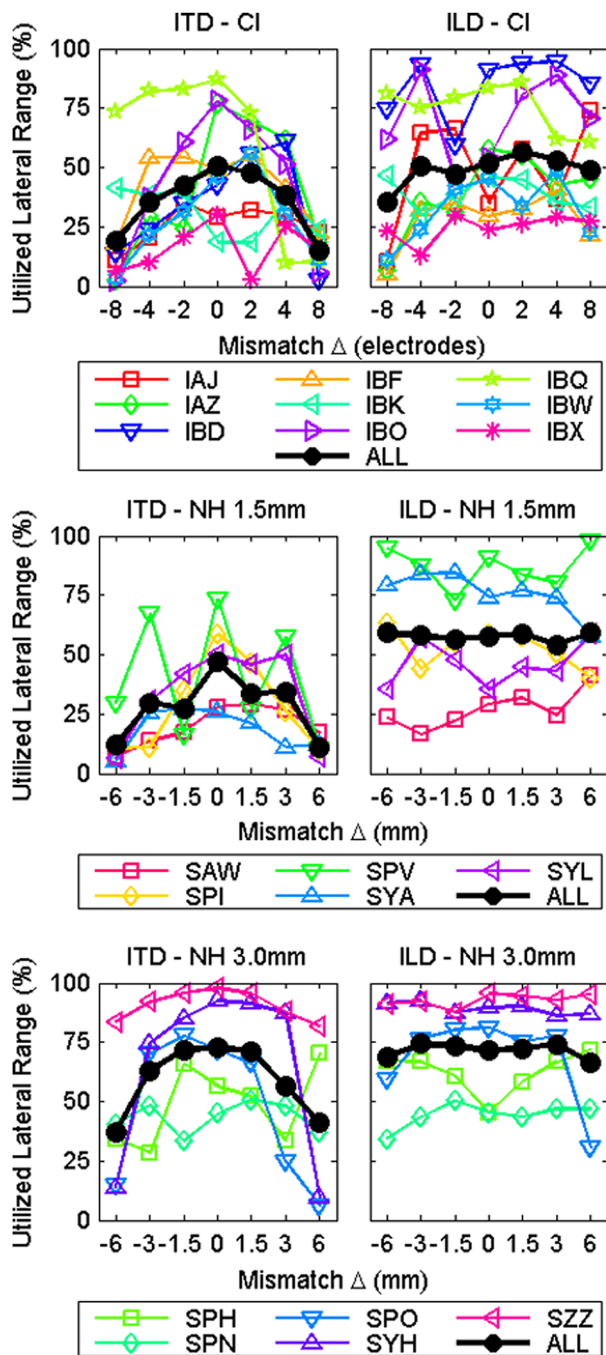 ITD - CI ILD - CI
Utilized Lateral Range (%)
100 75 50 25 0
-8 -4 -2 0 2 4 8 -8 -4 -2 0 2 4 8
Mismatch Δ (electrodes)
IAJ IBF IBQ
IAZ IBK IBW
IBD IBO IBX
ALL
ITD - NH 1.5mm ILD - NH 1.5mm
Utilized Lateral Range (%)
100 75 50 25 0
-6 -3 -1.5 0 1.5 3 6 -6 -3 -1.5 0 1.5 3 6
Mismatch Δ (mm)
SAW SPV SYL
SPI SYA ALL
ITD - NH 3.0mm ILD - NH 3.0mm
Utilized Lateral Range (%)
100 75 50 25 0
-6 -3 -1.5 0 1.5 3 6 -6 -3 -1.5 0 1.5 3 6
Mismatch Δ (mm)
SPH SPO SZZ
SPN SYH ALL